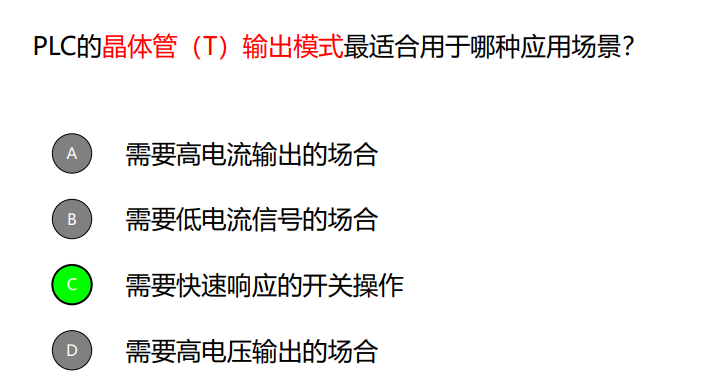 PLC的晶体管（T）输出模式最适合用于哪种应用场景？
A 需要高电流输出的场合
B 需要低电流信号的场合
C 需要快速响应的开关操作
D 需要高电压输出的场合